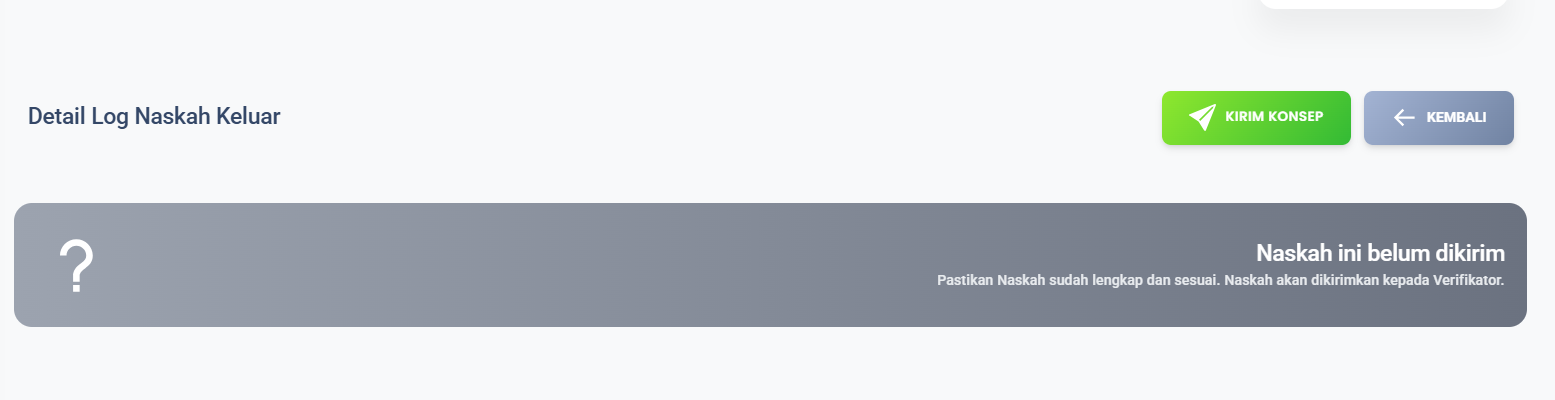 Detail Log Naskah Keluar
KIRIM KONSEP
KEMBALI
?
Naskah ini belum dikirim
Pastikan Naskah sudah lengkap dan sesuai. Naskah akan dikirimkan kepada Verifikator.